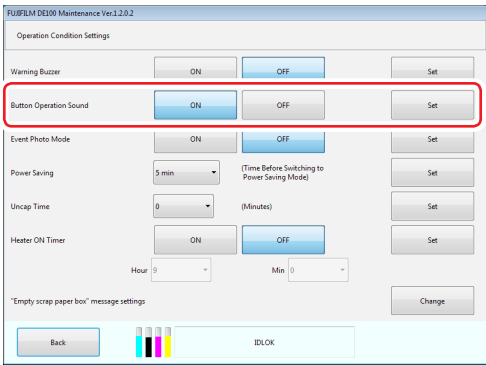 FUJIFILM DE100 Maintenance Ver.1.2.0.2
Operation Condition Settings
Warning Buzzer ON OFF Set
Button Operation Sound ON OFF Set
Event Photo Mode ON OFF Set
Power Saving 5 min (Time Before Switching to Set
Power Saving Mode)
Uncap Time 0 (Minutes) Set
Heater ON Timer ON OFF Set
Hour 9 Min 0
"Empty scrap paper box" message settings Change
Back IDLOK